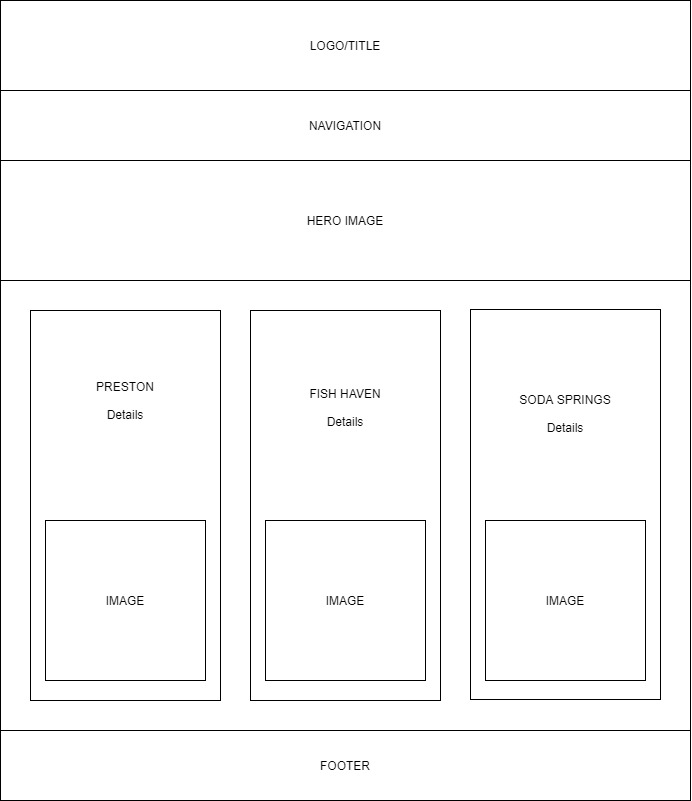 LOGO/TITLE
NAVIGATION
HERO IMAGE
PRESTON
Details
IMAGE
FISH HAVEN
Details
IMAGE
SODA SPRINGS
Details
IMAGE
FOOTER